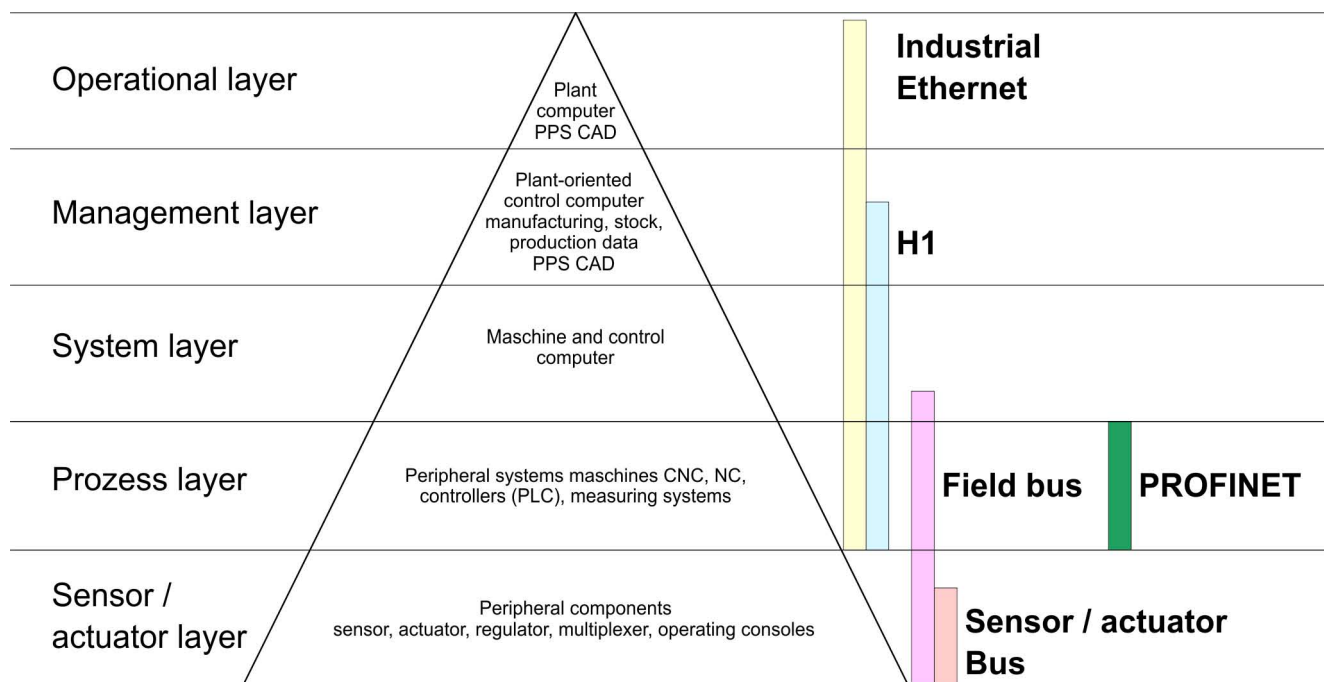 Operational layer
Plant
computer
PPS CAD
Industrial
Ethernet
Management layer
Plant-oriented
control computer
manufacturing, stock,
production data
PPS CAD
H1
System layer
Maschine and control
computer
Prozess layer
Peripheral systems maschines CNC, NC,
controllers (PLC), measuring systems
Field bus
PROFINET
Sensor /
actuator layer
Peripheral components
sensor, actuator, regulator, multiplexer, operating consoles
Sensor / actuator
Bus